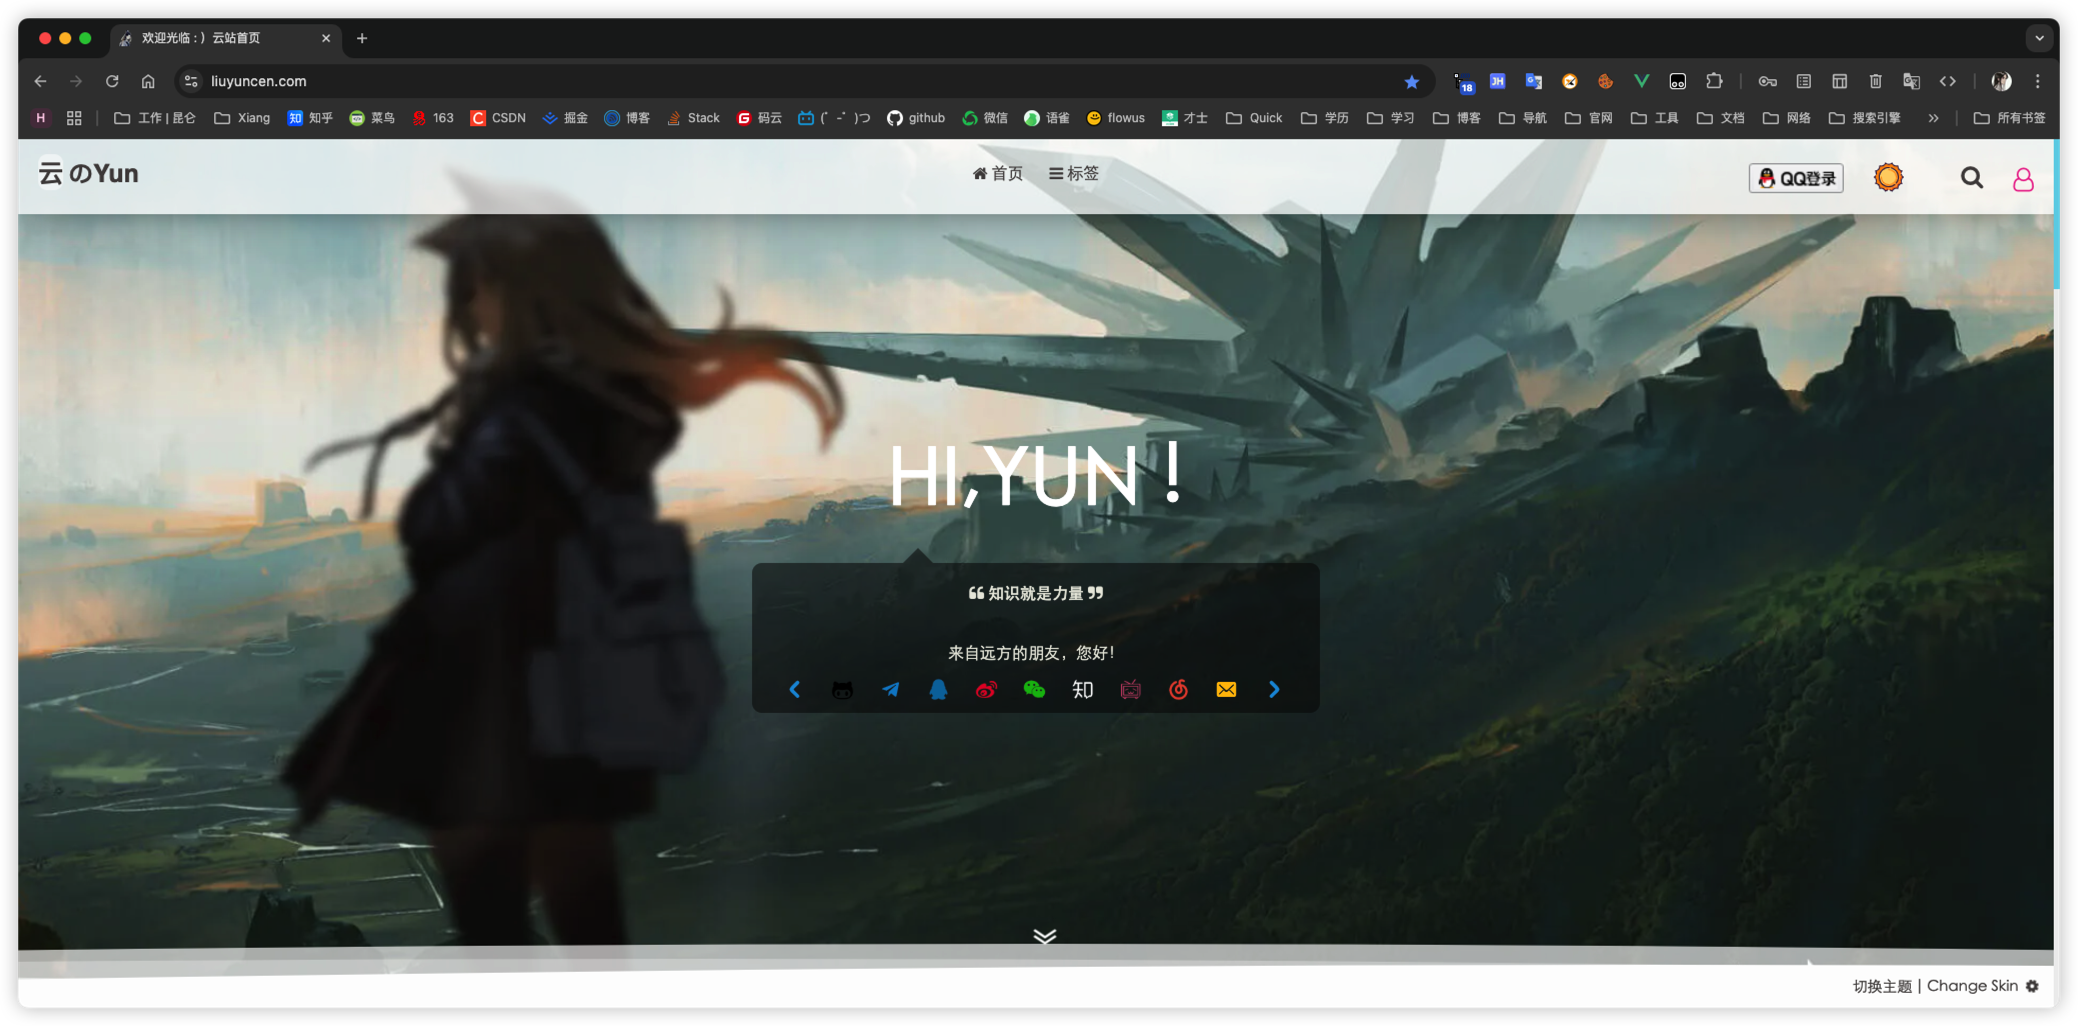 欢迎光临 : ）云站首页
liuyuncen.com
18
JH
H 工作 | 昆仑 Xiang 知 知乎 菜鸟 163 C CSDN 掘金 博客 Stack G 码云 (゜-゜)つ github 微信 语雀 flowus 才士 Quick 学历 学习 博客 导航 官网 工具 文档 网络 搜索引擎 » 所有书签
云 のYun 首页 标签 QQ登录
HI,YUN！
❝ 知识就是力量 ❞
来自远方的朋友，您好！
知
切换主题 | Change Skin